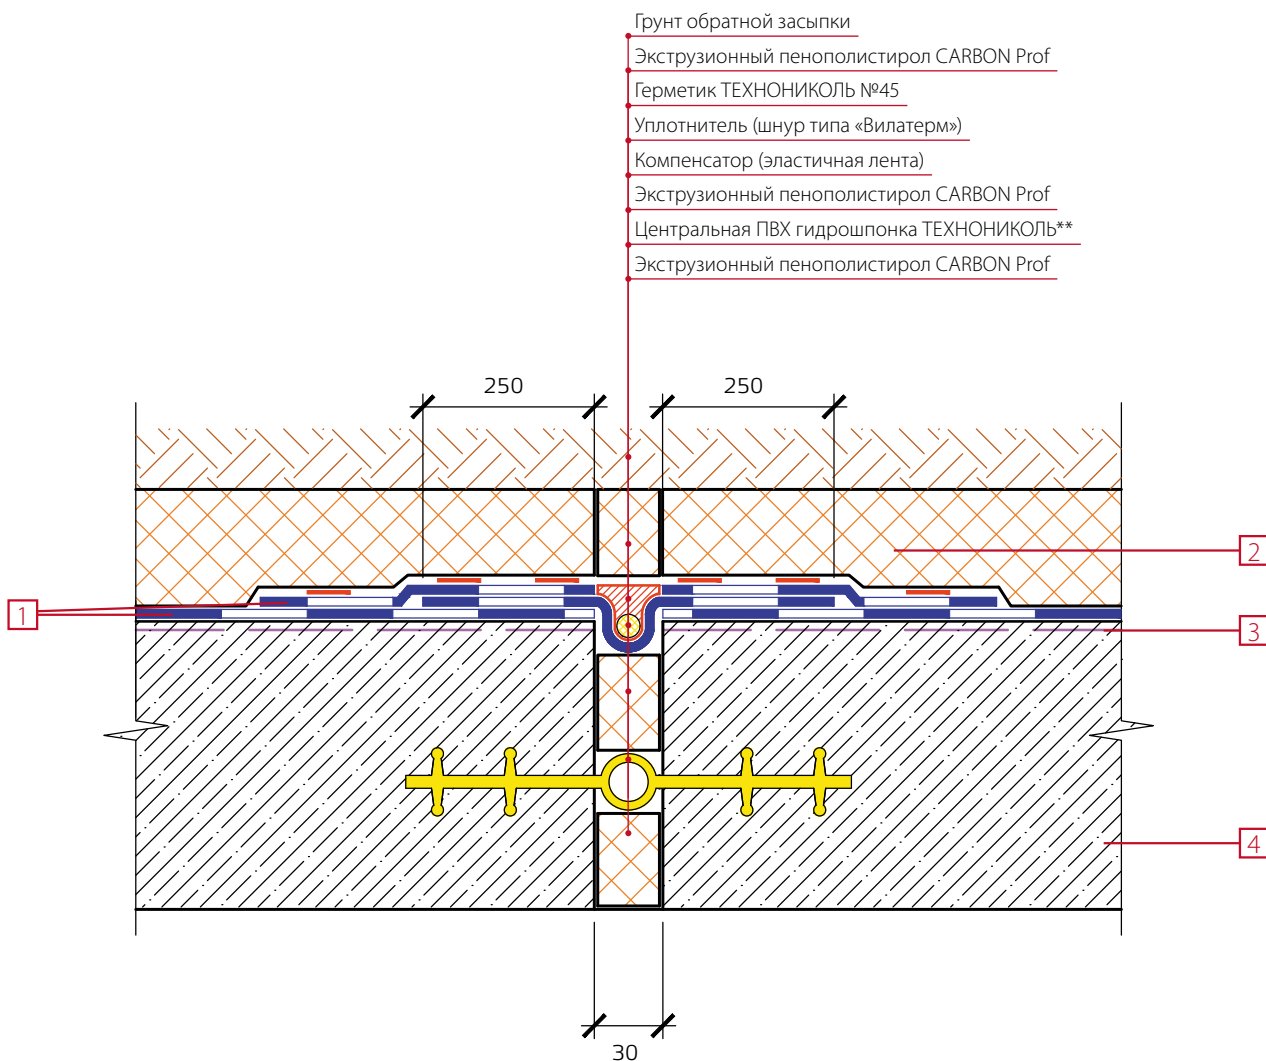 Грунт обратной засыпки
Экструзионный пенополистирол CARBON Prof
Герметик ТЕХНОНИКОЛЬ №45
Уплотнитель (шнур типа «Вилатерм»)
Компенсатор (эластичная лента)
Экструзионный пенополистирол CARBON Prof
Центральная ПВХ гидрошпонка ТЕХНОНИКОЛЬ**
Экструзионный пенополистирол CARBON Prof
250
250
2
1
3
4
30